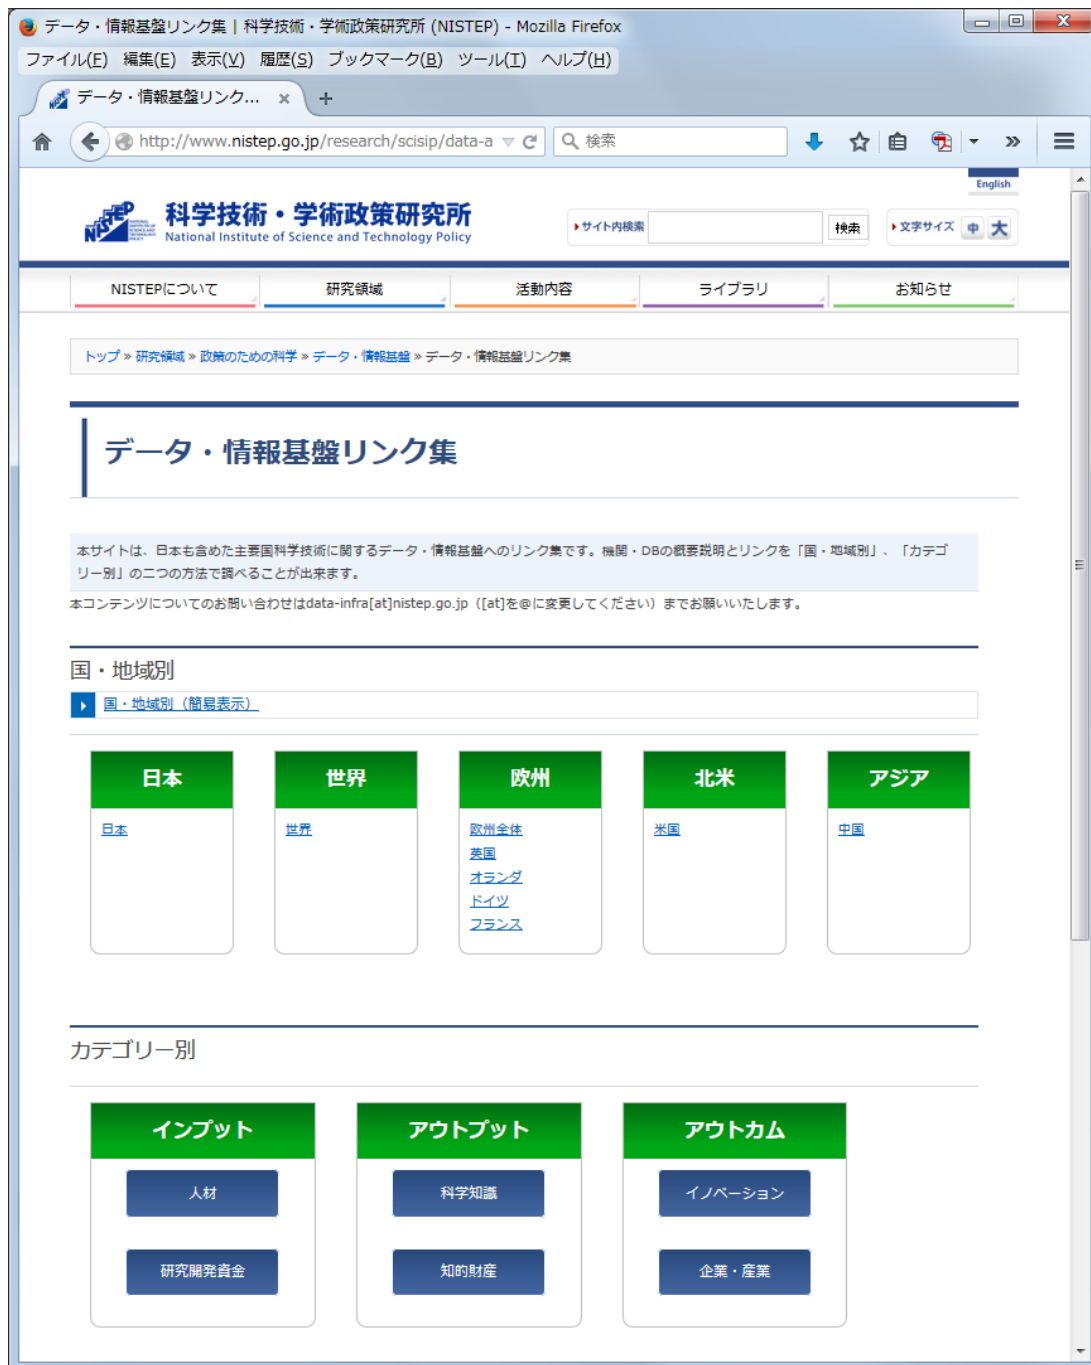 データ・情報基盤リンク集 | 科学技術・学術政策研究所 (NISTEP) - Mozilla Firefox
ファイル(F) 編集(E) 表示(V) 履歴(S) ブックマーク(B) ツール(T) ヘルプ(H)
データ・情報基盤リンク...
http://www.nistep.go.jp/research/scisip/data-a 検索
English
NISTEP 科学技術・学術政策研究所
National Institute of Science and Technology Policy
サイト内検索 検索 文字サイズ 中 大
NISTEPについて 研究領域 活動内容 ライブラリ お知らせ
トップ » 研究領域 » 政策のための科学 » データ・情報基盤 » データ・情報基盤リンク集
データ・情報基盤リンク集
本サイトは、日本も含めた主要国科学技術に関するデータ・情報基盤へのリンク集です。機関・DBの概要説明とリンクを「国・地域別」、「カテゴ
リー別」の二つの方法で調べることが出来ます。
本コンテンツについてのお問い合わせはdata-infra[at]nistep.go.jp（[at]を@に変更してください）までお願いいたします。
国・地域別
国・地域別（簡易表示）
日本 世界 欧州 北米 アジア
日本 世界 欧州全体 米国 中国
英国
オランダ
ドイツ
フランス
カテゴリー別
インプット アウトプット アウトカム
人材 科学知識 イノベーション
研究開発資金 知的財産 企業・産業